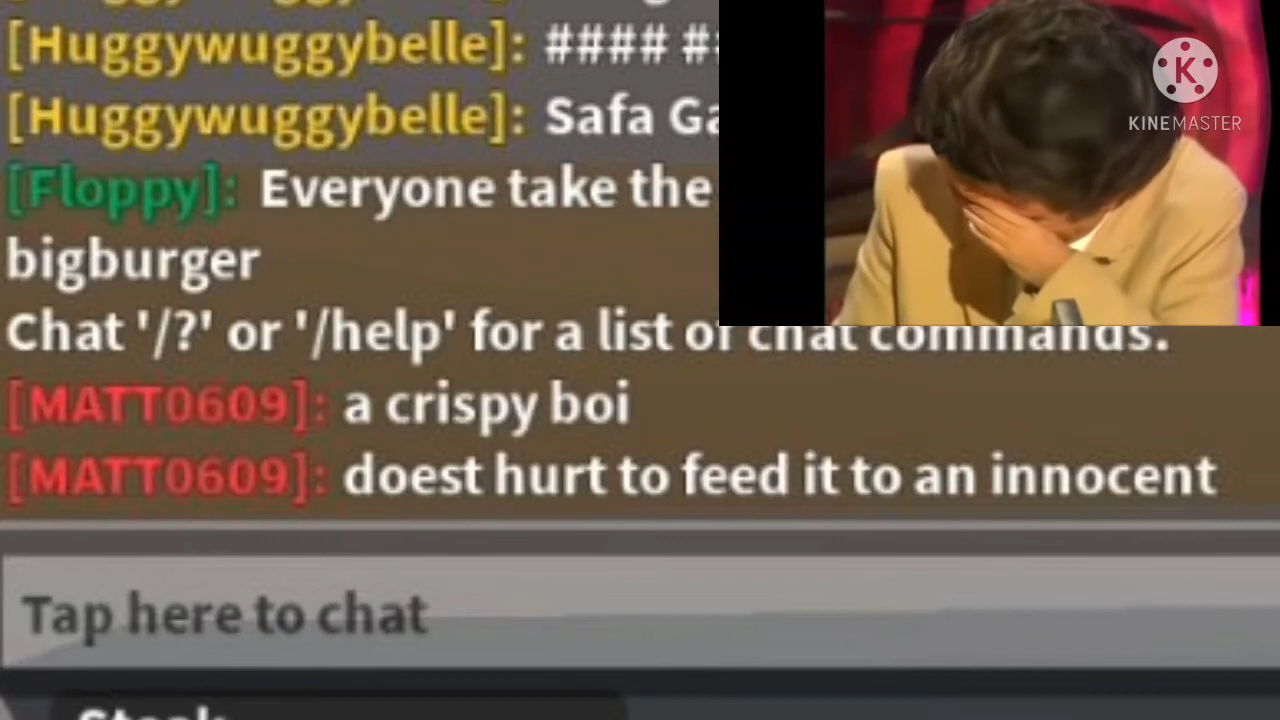 [Huggywuggybelle]: #### #
[Huggywuggybelle]: Safa Ga
[Floppy]: Everyone take the
bigburger
Chat '/?' or '/help' for a list of chat commands.
[MATT0609]: a crispy boi
[MATT0609]: doest hurt to feed it to an innocent
Tap here to chat
Steak
K
KINEMASTER